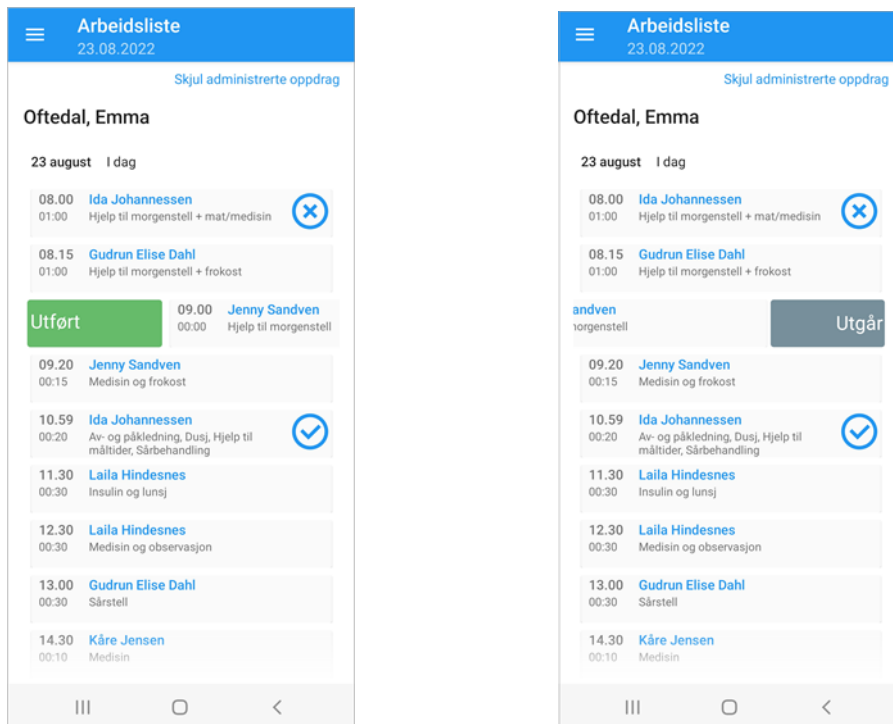 Arbeidsliste
23.08.2022
Skjul administrerte oppdrag
Oftedal, Emma
23 august I dag
08.00 Ida Johannessen
01:00 Hjelp til morgenstell + mat/medisin
08.15 Gudrun Elise Dahl
01:00 Hjelp til morgenstell + frokost
Utført
09.00 Jenny Sandven
00:00 Hjelp til morgenstell
09.20 Jenny Sandven
00:15 Medisin og frokost
10.59 Ida Johannessen
00:20 Av- og påkledning, Dusj, Hjelp til
måltider, Sårbehandling
11.30 Laila Hindesnes
00:30 Insulin og lunsj
12.30 Laila Hindesnes
00:30 Medisin og observasjon
13.00 Gudrun Elise Dahl
00:30 Sårstell
14.30 Kåre Jensen
00:10 Medisin
Arbeidsliste
23.08.2022
Skjul administrerte oppdrag
Oftedal, Emma
23 august I dag
08.00 Ida Johannessen
01:00 Hjelp til morgenstell + mat/medisin
08.15 Gudrun Elise Dahl
01:00 Hjelp til morgenstell + frokost
andven
norgenstell
Utgår
09.20 Jenny Sandven
00:15 Medisin og frokost
10.59 Ida Johannessen
00:20 Av- og påkledning, Dusj, Hjelp til
måltider, Sårbehandling
11.30 Laila Hindesnes
00:30 Insulin og lunsj
12.30 Laila Hindesnes
00:30 Medisin og observasjon
13.00 Gudrun Elise Dahl
00:30 Sårstell
14.30 Kåre Jensen
00:10 Medisin